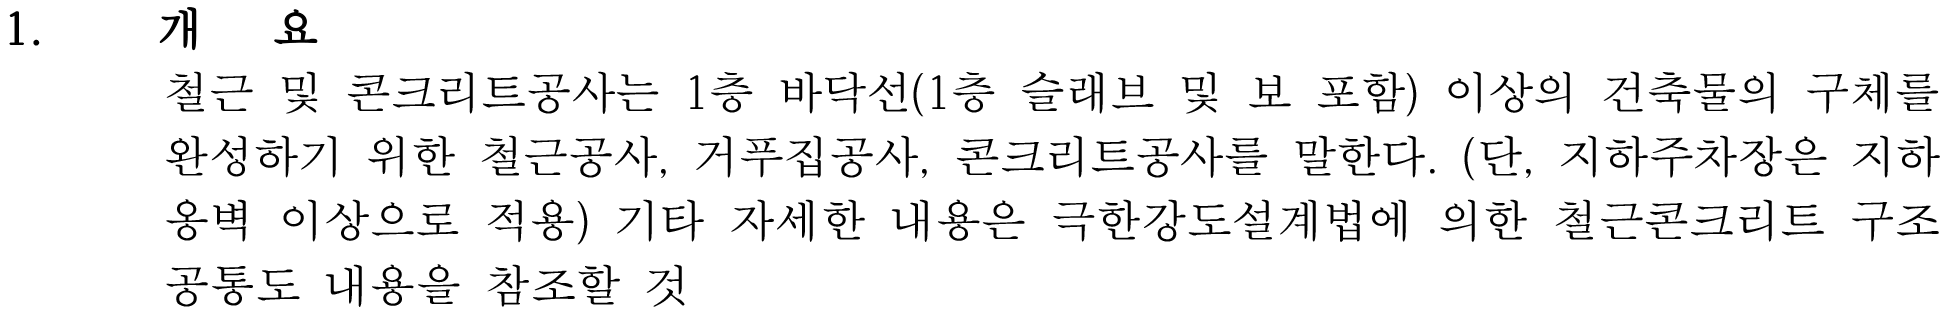 1. 개 요
철근 및 콘크리트공사는 1층 바닥선(1층 슬래브 및 보 포함) 이상의 건축물의 구체를
완성하기 위한 철근공사, 거푸집공사, 콘크리트공사를 말한다. (단, 지하주차장은 지하
옹벽 이상으로 적용) 기타 자세한 내용은 극한강도설계법에 의한 철근콘크리트 구조
공통도 내용을 참조할 것